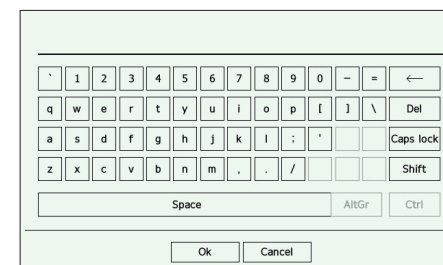 ` 1 2 3 4 5 6 7 8 9 0 - = ←
q w e r t y u i o p [ ] \ Del
a s d f g h j k l ; ' Caps lock
z x c v b n m , . / Shift
Space AltGr Ctrl
Ok Cancel